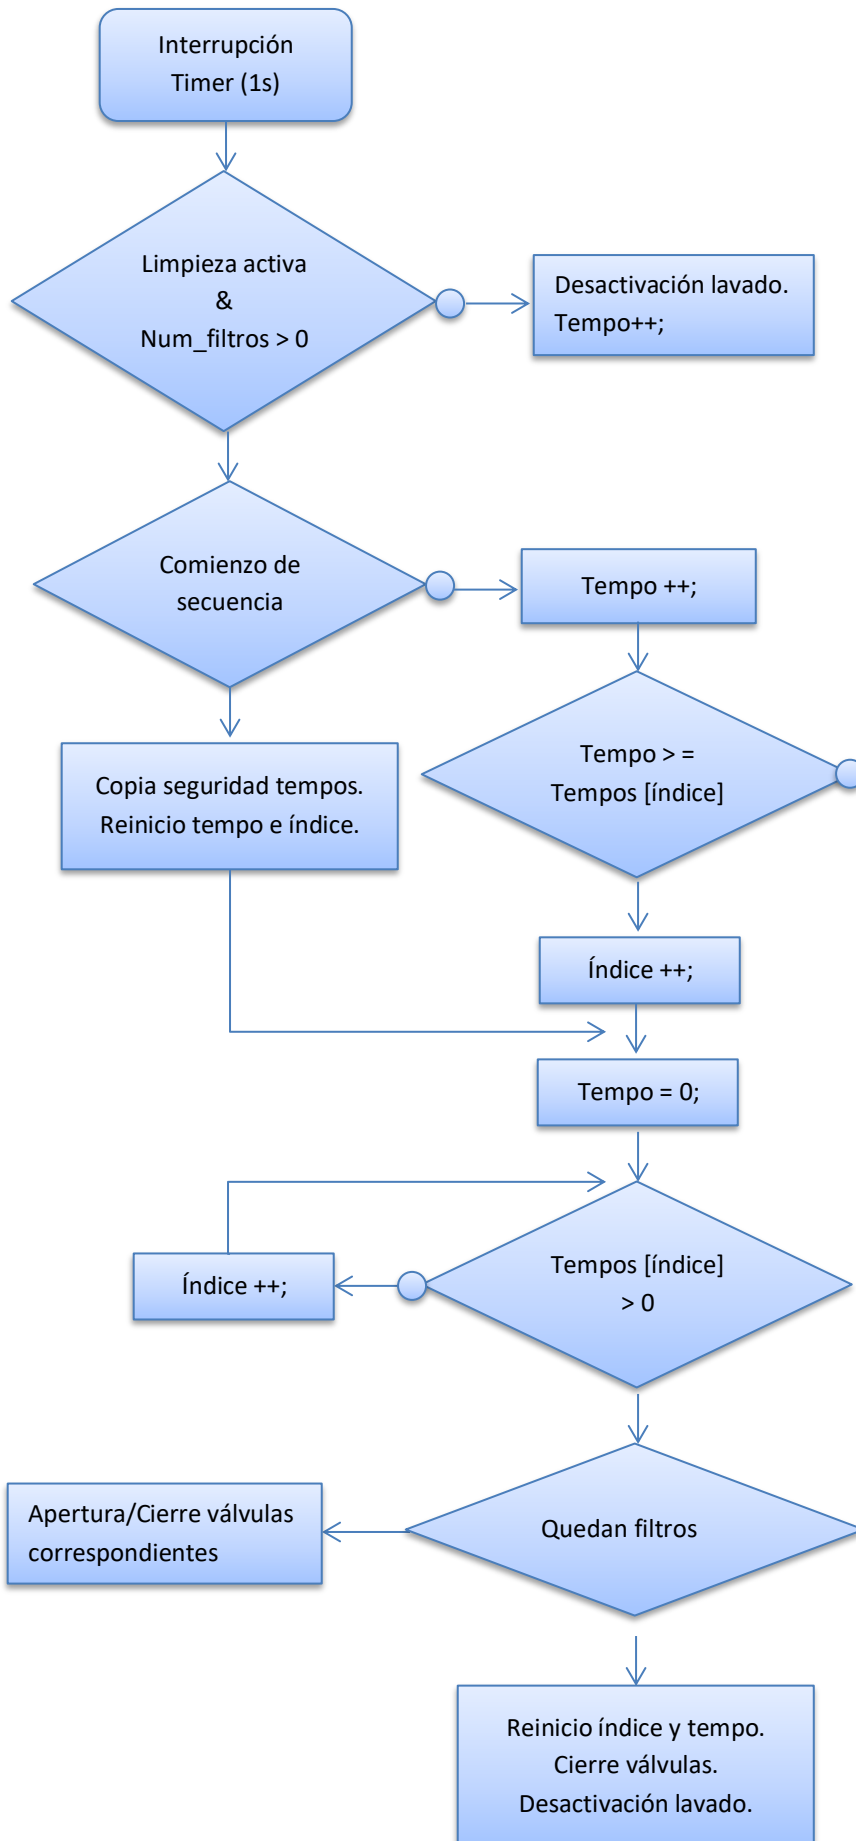 Interrupción
Timer (1s)
Limpieza activa
&
Num_filtros > 0
Desactivación lavado.
Tempo++;
Comienzo de
secuencia
Tempo ++;
Copia seguridad tempos.
Reinicio tempo e índice.
Tempo > =
Tempos [índice]
Índice ++;
Tempo = 0;
Índice ++;
Tempos [índice]
> 0
Apertura/Cierre válvulas
correspondientes
Quedan filtros
Reinicio índice y tempo.
Cierre válvulas.
Desactivación lavado.